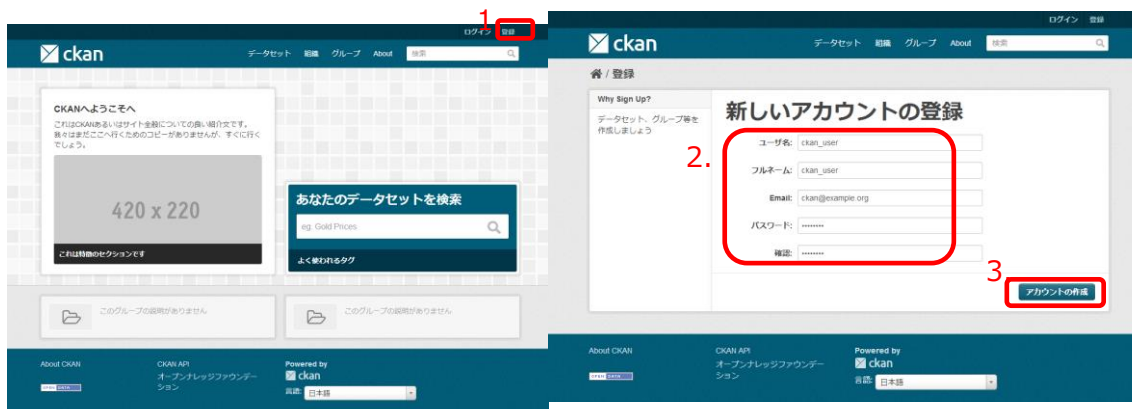 1
ログイン 登録
ckan
データセット 組織 グループ About 検索
CKANへようこそへ
これはCKANあるいはサイト全般についての良い紹介文です。
我々はまだここへ行くためのコピーがありませんが、すぐに行く
でしょう。
420 x 220
これは特徴のセクションです
あなたのデータセットを検索
eg. Gold Prices
よく使われるタグ
このグループの説明がありません
このグループの説明がありません
About CKAN
OPEN DATA
CKAN API
オープンナレッジファウンデー
ション
Powered by
ckan
言語: 日本語
ログイン 登録
ckan
データセット 組織 グループ About 検索
/ 登録
Why Sign Up?
データセット、グループ等を
作成しましょう
新しいアカウントの登録
2.
ユーザ名: ckan_user
フルネーム: ckan_user
Email: ckan@example.org
パスワード: ••••••••
確認: ••••••••
3
アカウントの作成
About CKAN
OPEN DATA
CKAN API
オープンナレッジファウンデー
ション
Powered by
ckan
言語: 日本語